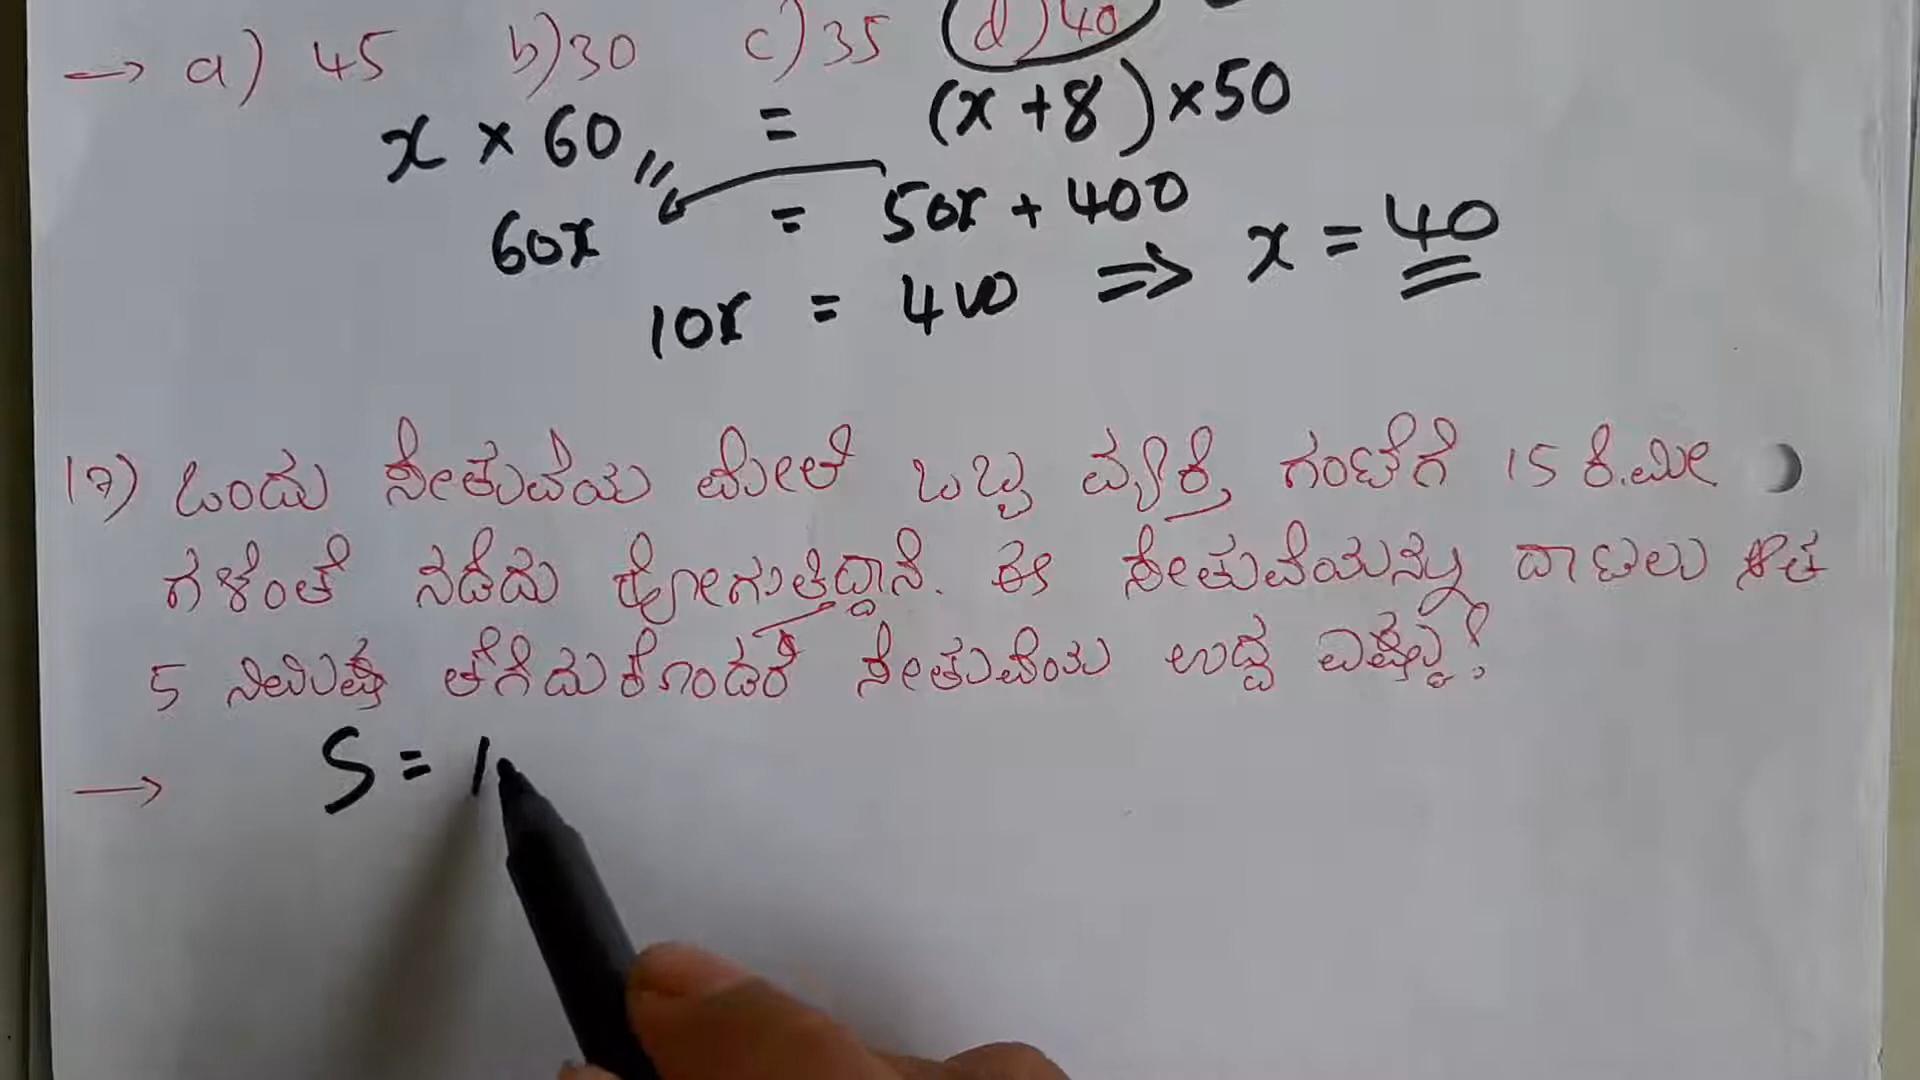 → a) 45 b) 30 c) 35 d) 40
x × 60 = (x + 8) × 50
60x = 50x + 400
10x = 400 ⇒ x = 40
17) ಒಂದು ಸೇತುವೆಯ ಮೇಲೆ ಒಬ್ಬ ವ್ಯಕ್ತಿ ಗಂಟೆಗೆ 15 ಕಿ.ಮೀ
ಗಳಂತೆ ನಡೆದು ಹೋಗುತ್ತಿದ್ದಾನೆ. ಈ ಸೇತುವೆಯನ್ನು ದಾಟಲು ಆತ
5 ನಿಮಿಷ ತೆಗೆದುಕೊಂಡರೆ ಸೇತುವೆಯ ಉದ್ದ ಎಷ್ಟು?
→ S = 1